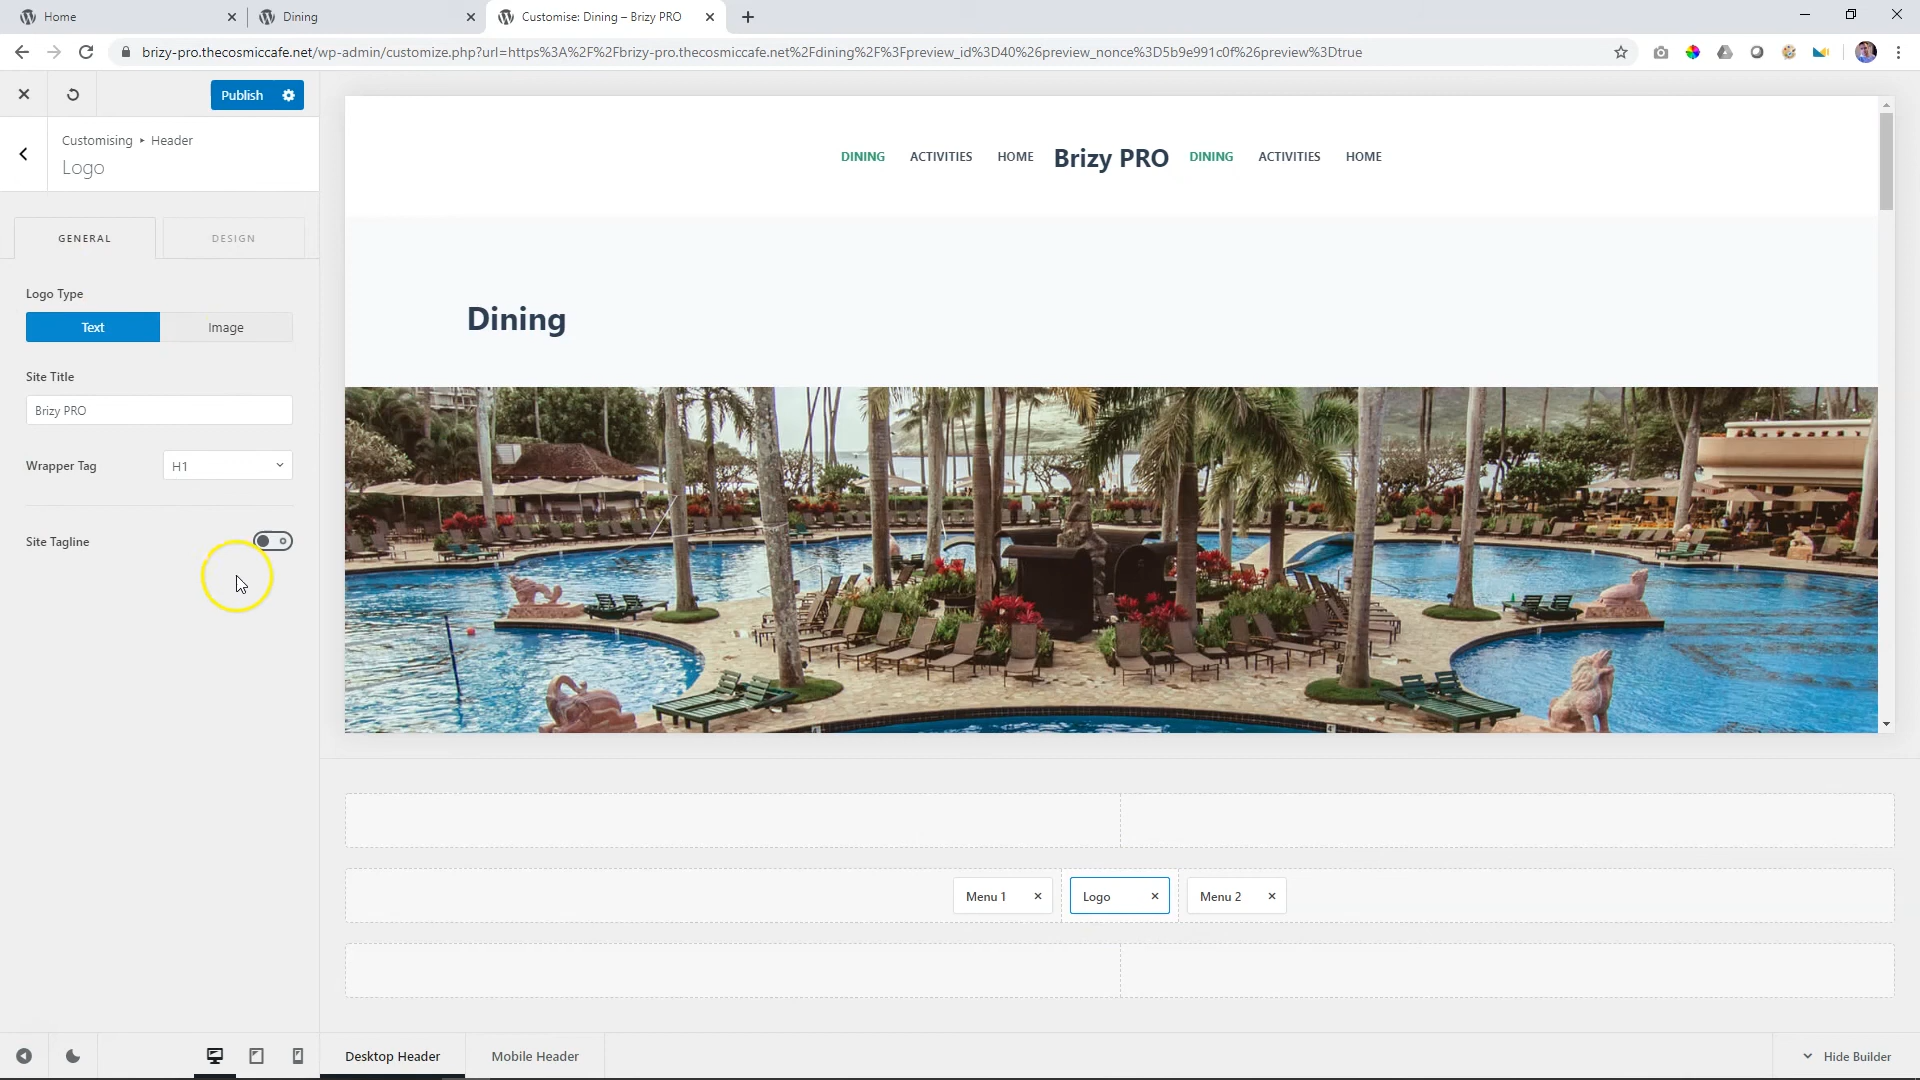 Home
Dining
Customise: Dining – Brizy PRO
brizy-pro.thecosmiccafe.net/wp-admin/customize.php?url=https%3A%2F%2Fbrizy-pro.thecosmiccafe.net%2Fdining%2F%3Fpreview_id%3D40%26preview_nonce%3D5b9e991c0f%26preview%3Dtrue
Publish
Customising ▸ Header
Logo
GENERAL
DESIGN
Logo Type
Text
Image
Site Title
Brizy PRO
Wrapper Tag
H1
Site Tagline
DINING ACTIVITIES HOME Brizy PRO DINING ACTIVITIES HOME
Dining
Menu 1
Logo
Menu 2
Desktop Header
Mobile Header
Hide Builder